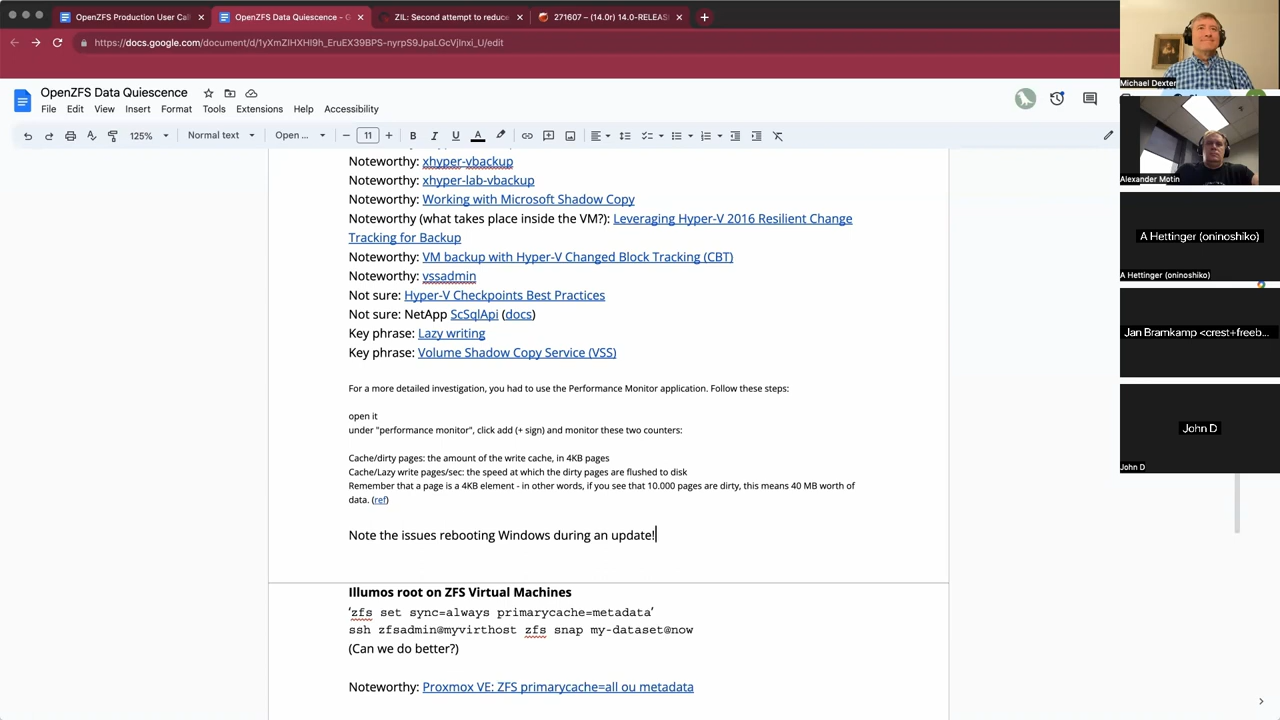 OpenZFS Production User Cal
OpenZFS Data Quiescence - G
ZIL: Second attempt to reduc
271607 – (14.0r) 14.0-RELEAS
https://docs.google.com/document/d/1yXmZIHXHI9h_EruEX39BPS-nyrpS9JpaLGcVjlnxi_U/edit
OpenZFS Data Quiescence
File Edit View Insert Format Tools Extensions Help Accessibility
125% Normal text Open ... 11 B I U A
Noteworthy: xhyper-vbackup
Noteworthy: xhyper-lab-vbackup
Noteworthy: Working with Microsoft Shadow Copy
Noteworthy (what takes place inside the VM?): Leveraging Hyper-V 2016 Resilient Change
Tracking for Backup
Noteworthy: VM backup with Hyper-V Changed Block Tracking (CBT)
Noteworthy: vssadmin
Not sure: Hyper-V Checkpoints Best Practices
Not sure: NetApp ScSqlApi (docs)
Key phrase: Lazy writing
Key phrase: Volume Shadow Copy Service (VSS)
For a more detailed investigation, you had to use the Performance Monitor application. Follow these steps:
open it
under "performance monitor", click add (+ sign) and monitor these two counters:
Cache/dirty pages: the amount of the write cache, in 4KB pages
Cache/Lazy write pages/sec: the speed at which the dirty pages are flushed to disk
Remember that a page is a 4KB element - in other words, if you see that 10.000 pages are dirty, this means 40 MB worth of
data. (ref)
Note the issues rebooting Windows during an update!
Illumos root on ZFS Virtual Machines
‘zfs set sync=always primarycache=metadata’
ssh zfsadmin@myvirthost zfs snap my-dataset@now
(Can we do better?)
Noteworthy: Proxmox VE: ZFS primarycache=all ou metadata
Michael Dexter
Alexander Motin
A Hettinger (oninoshiko)
A Hettinger (oninoshiko)
Jan Bramkamp <crest+freeb...
John D
John D